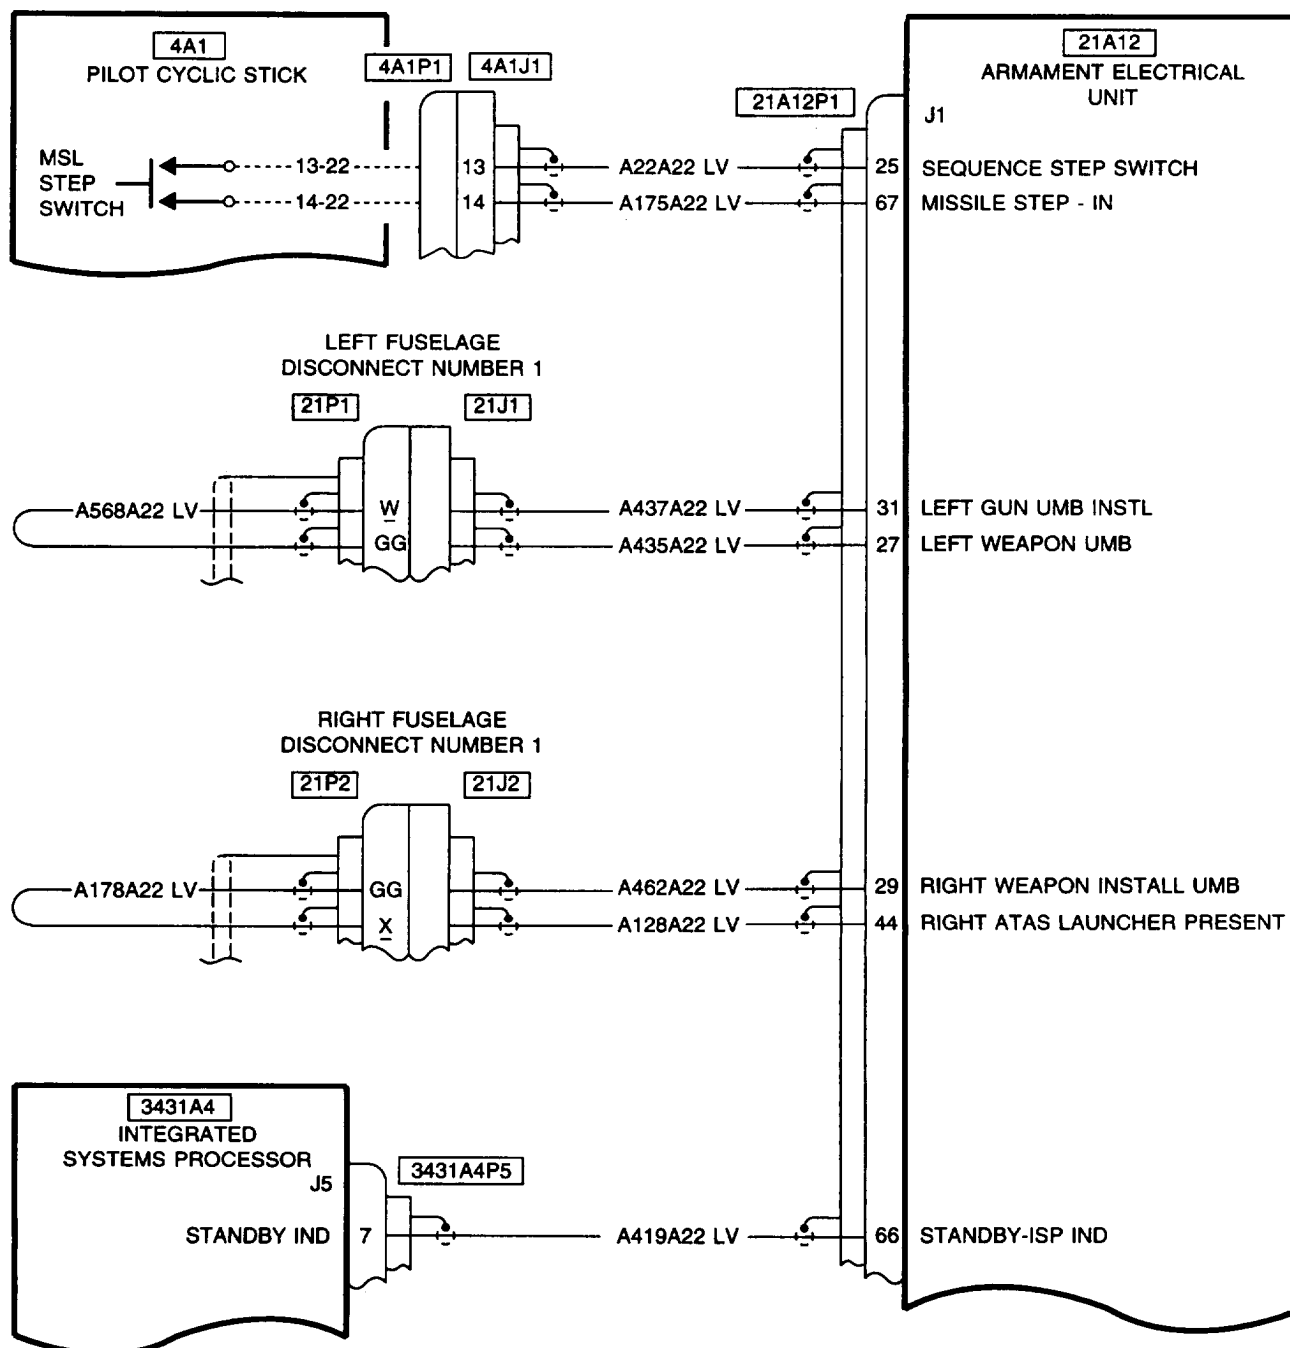 4A1
PILOT CYCLIC STICK
4A1P1
4A1J1
MSL
STEP
SWITCH
13-22
14-22
13
14
A22A22 LV
A175A22 LV
21A12P1
21A12
ARMAMENT ELECTRICAL
UNIT
J1
25 SEQUENCE STEP SWITCH
67 MISSILE STEP - IN
LEFT FUSELAGE
DISCONNECT NUMBER 1
21P1
21J1
A568A22 LV
W
GG
A437A22 LV
A435A22 LV
31 LEFT GUN UMB INSTL
27 LEFT WEAPON UMB
RIGHT FUSELAGE
DISCONNECT NUMBER 1
21P2
21J2
A178A22 LV
GG
X
A462A22 LV
A128A22 LV
29 RIGHT WEAPON INSTALL UMB
44 RIGHT ATAS LAUNCHER PRESENT
3431A4
INTEGRATED
SYSTEMS PROCESSOR
J5
3431A4P5
STANDBY IND 7
A419A22 LV
66 STANDBY-ISP IND